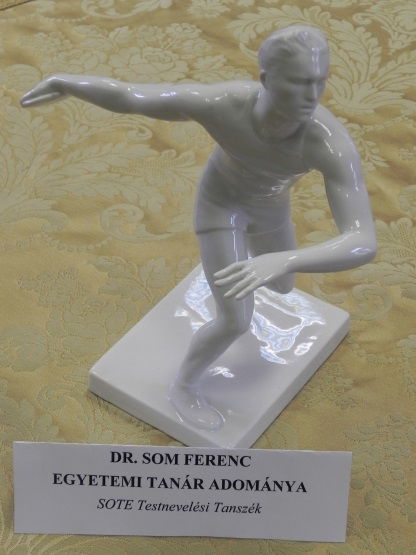 DR. SOM FERENC
EGYETEMI TANÁR ADOMÁNYA
SOTE Testnevelési Tanszék